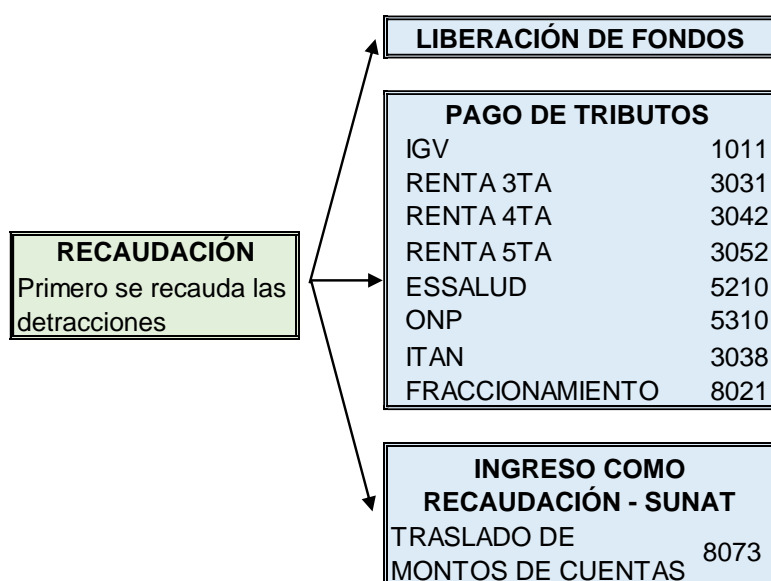 LIBERACIÓN DE FONDOS
PAGO DE TRIBUTOS
IGV 1011
RENTA 3TA 3031
RENTA 4TA 3042
RENTA 5TA 3052
ESSALUD 5210
ONP 5310
ITAN 3038
FRACCIONAMIENTO 8021
RECAUDACIÓN
Primero se recauda las
detracciones
INGRESO COMO
RECAUDACIÓN - SUNAT
TRASLADO DE
MONTOS DE CUENTAS 8073